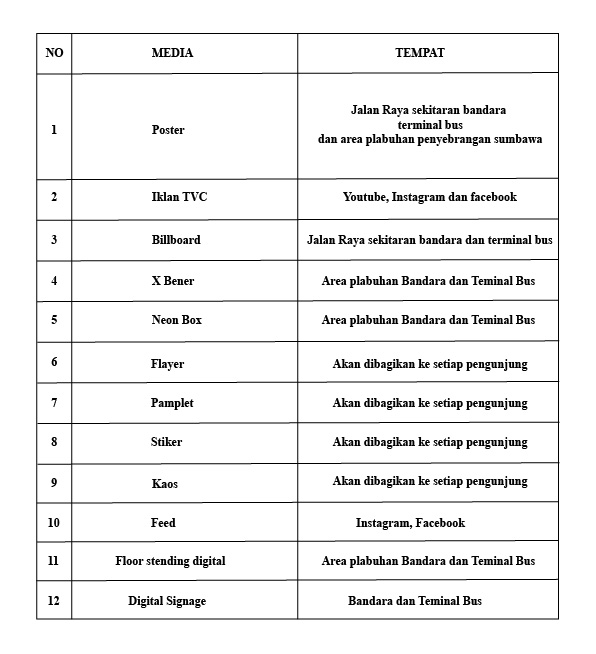 NO MEDIA TEMPAT
1 Poster Jalan Raya sekitaran bandara
terminal bus
dan area plabuhan penyebrangan sumbawa
2 Iklan TVC Youtube, Instagram dan facebook
3 Billboard Jalan Raya sekitaran bandara dan terminal bus
4 X Bener Area plabuhan Bandara dan Teminal Bus
5 Neon Box Area plabuhan Bandara dan Teminal Bus
6 Flayer Akan dibagikan ke setiap pengunjung
7 Pamplet Akan dibagikan ke setiap pengunjung
8 Stiker Akan dibagikan ke setiap pengunjung
9 Kaos Akan dibagikan ke setiap pengunjung
10 Feed Instagram, Facebook
11 Floor stending digital Area plabuhan Bandara dan Teminal Bus
12 Digital Signage Bandara dan Teminal Bus